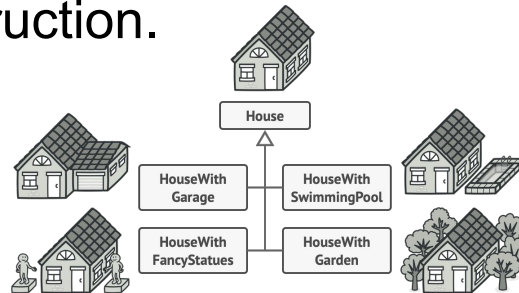 ruction.
House
HouseWith
Garage
HouseWith
SwimmingPool
HouseWith
FancyStatues
HouseWith
Garden